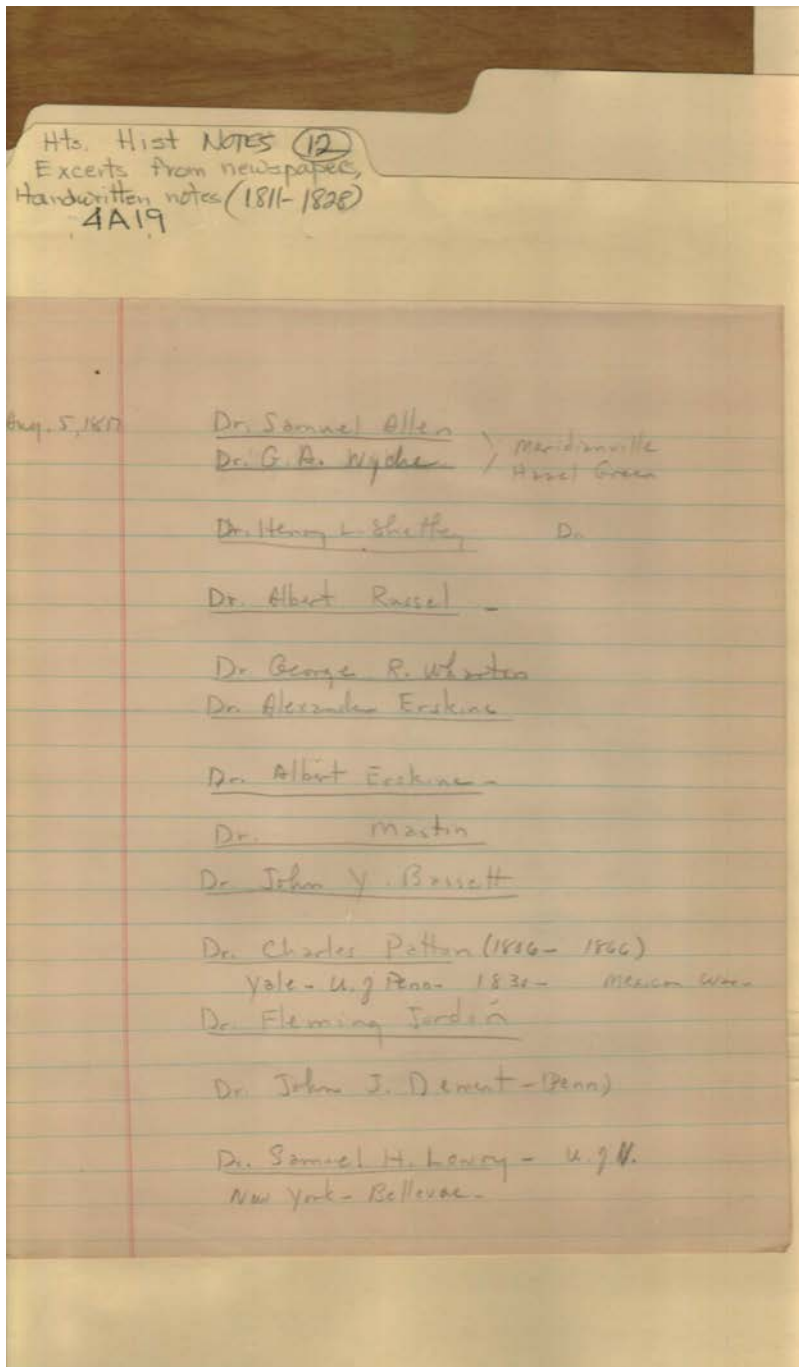 Hts. Hist NOTES (12)
Excerts from newspapers,
Handwritten notes (1811-1828)
4A19
Aug. 5, 1817
Dr. Samuel Allen
Dr. G. A. Wyche
Meridianville
Hazel Green
Dr. Henry L. Sheffey Do
Dr. Albert Russel -
Dr George R. Wharton
Dr. Alexander Erskine
Dr. Albert Erskine -
Dr. Mastin
Dr John Y. Bassett
Dr. Charles Patton (1806 - 1866)
Yale - U. of Penn - 183 - Mexican War
Dr. Fleming Jordan
Dr. John J. Dement - (Penn)
Dr. Samuel H. Lowry - U. of V.
New York - Bellevue -